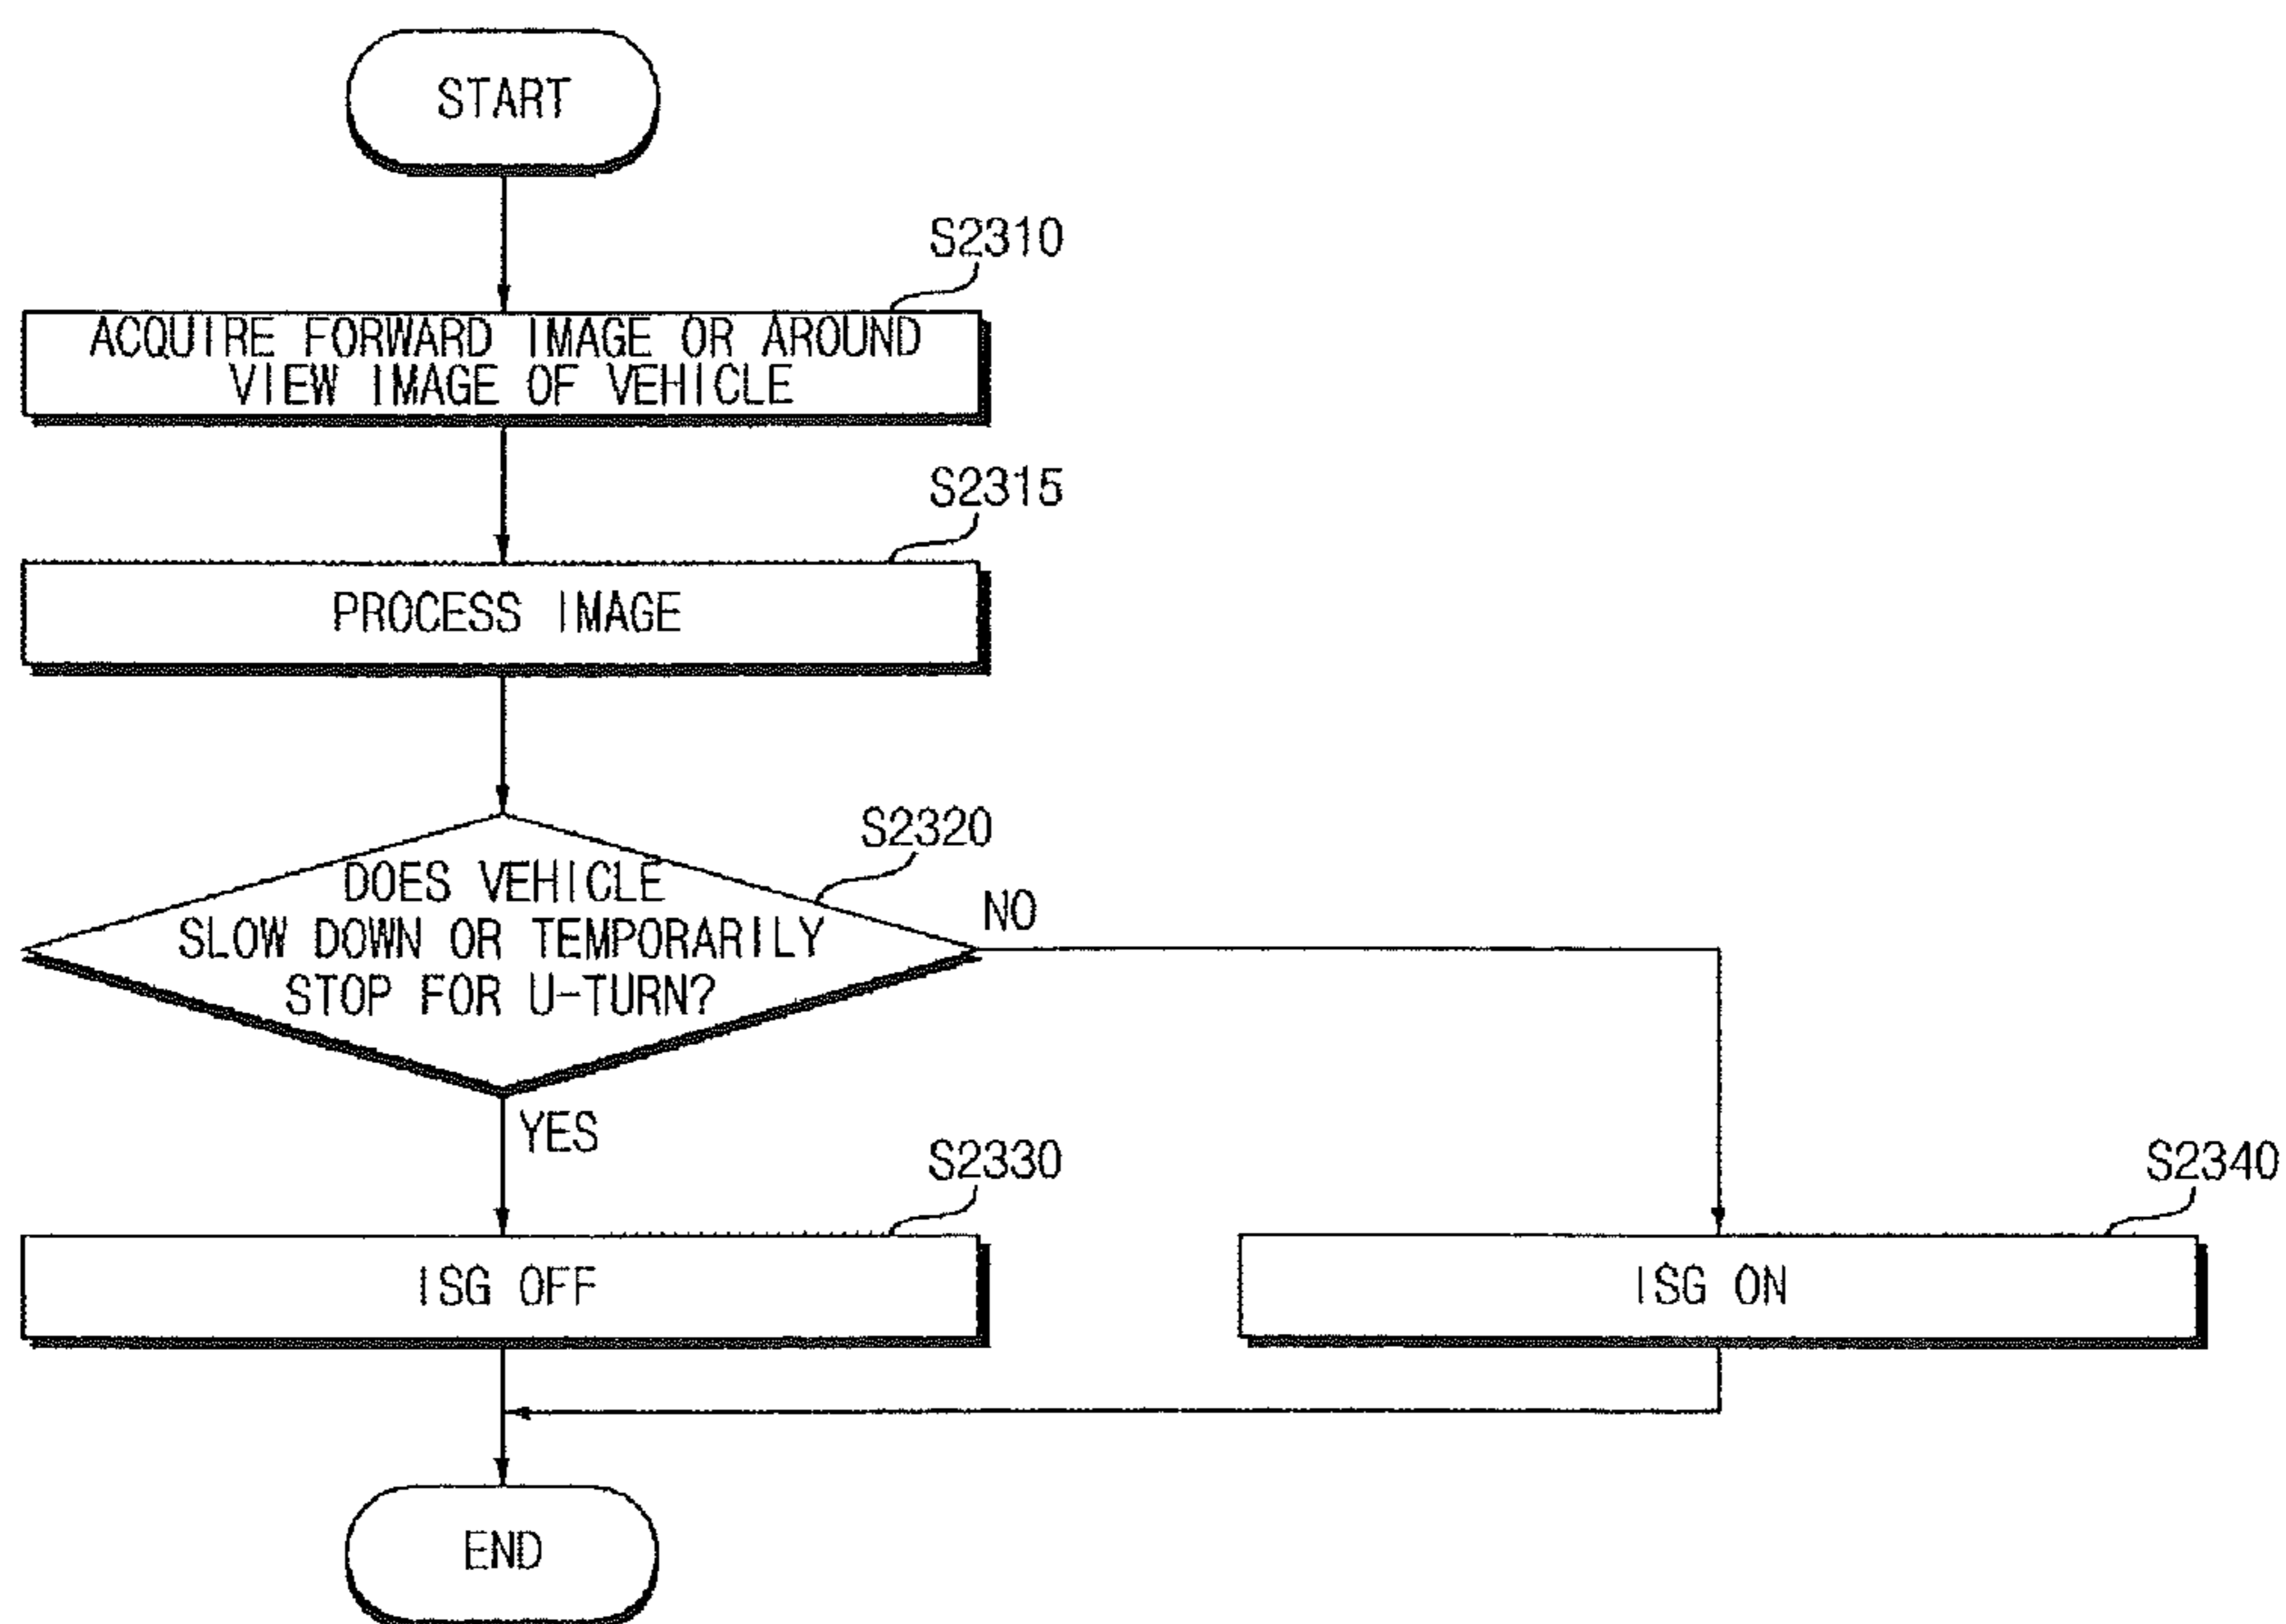 START
S2310
ACQUIRE FORWARD IMAGE OR AROUND
VIEW IMAGE OF VEHICLE
S2315
PROCESS IMAGE
S2320
DOES VEHICLE
SLOW DOWN OR TEMPORARILY
STOP FOR U-TURN?
NO
YES
S2330
ISG OFF
S2340
ISG ON
END